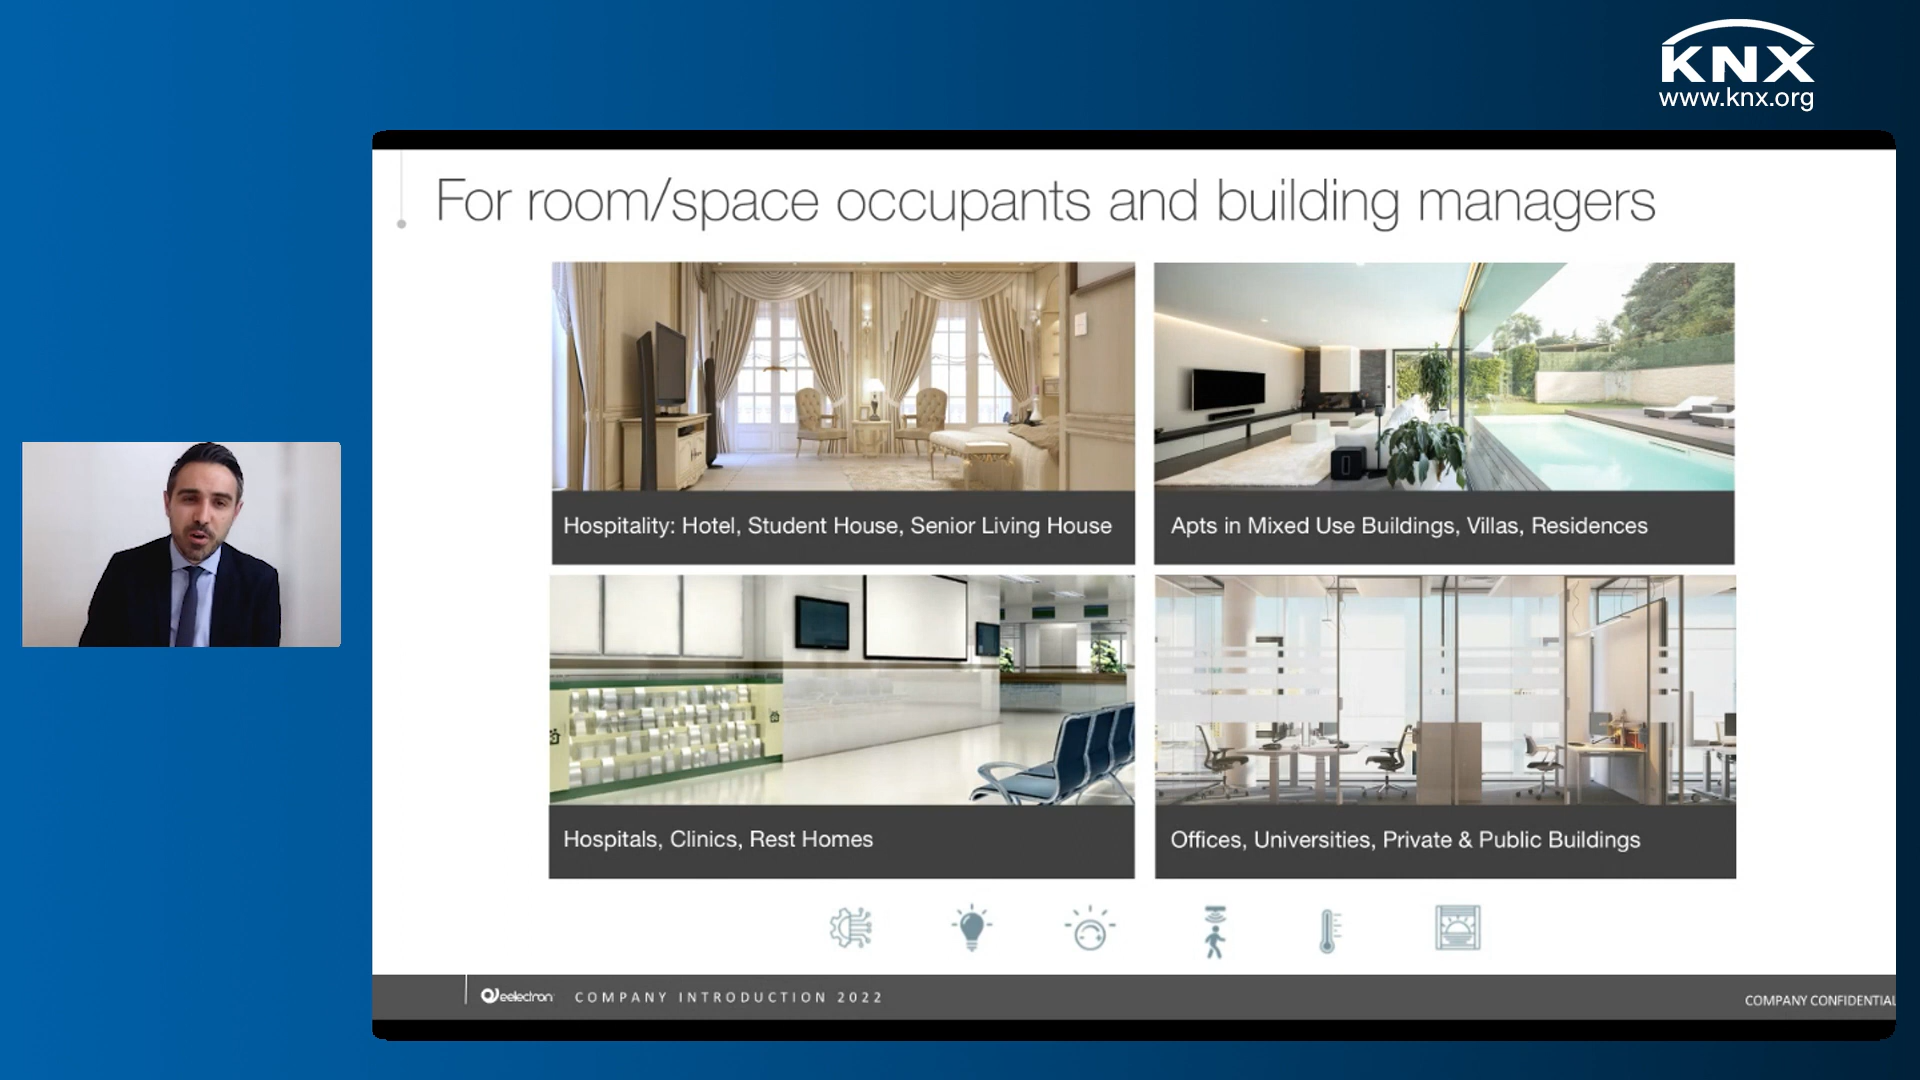 KNX
www.knx.org
For room/space occupants and building managers
Hospitality: Hotel, Student House, Senior Living House
Apts in Mixed Use Buildings, Villas, Residences
Hospitals, Clinics, Rest Homes
Offices, Universities, Private & Public Buildings
eelectron
COMPANY INTRODUCTION 2022
COMPANY CONFIDENTIAL